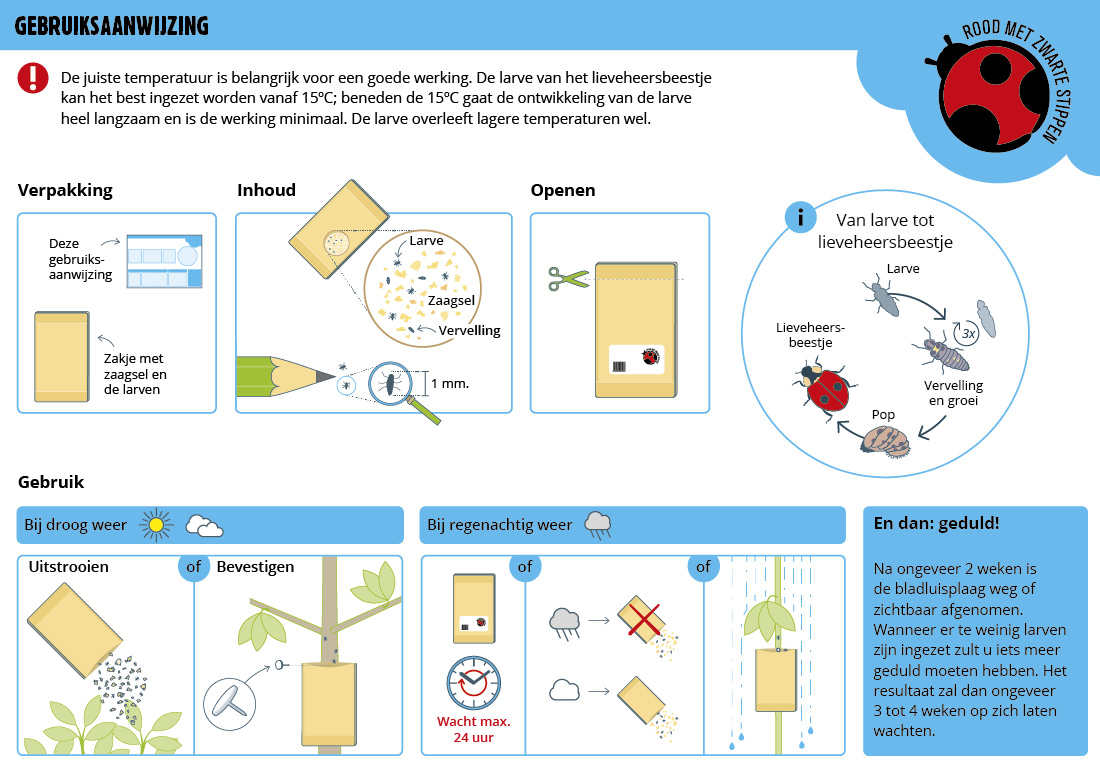 GEBRUIKSAANWIJZING
ROOD MET ZWARTE STIPPEN
De juiste temperatuur is belangrijk voor een goede werking. De larve van het lieveheersbeestje
kan het best ingezet worden vanaf 15°C; beneden de 15°C gaat de ontwikkeling van de larve
heel langzaam en is de werking minimaal. De larve overleeft lagere temperaturen wel.
Verpakking
Deze
gebruiks-
aanwijzing
Zakje met
zaagsel en
de larven
Inhoud
Larve
Zaagsel
Vervelling
1 mm.
Openen
i
Van larve tot
lieveheersbeestje
Larve
3x
Vervelling
en groei
Pop
Lieveheers-
beestje
Gebruik
Bij droog weer
Uitstrooien
of
Bevestigen
Bij regenachtig weer
Wacht max.
24 uur
of
of
En dan: geduld!
Na ongeveer 2 weken is
de bladluisplaag weg of
zichtbaar afgenomen.
Wanneer er te weinig larven
zijn ingezet zult u iets meer
geduld moeten hebben. Het
resultaat zal dan ongeveer
3 tot 4 weken op zich laten
wachten.